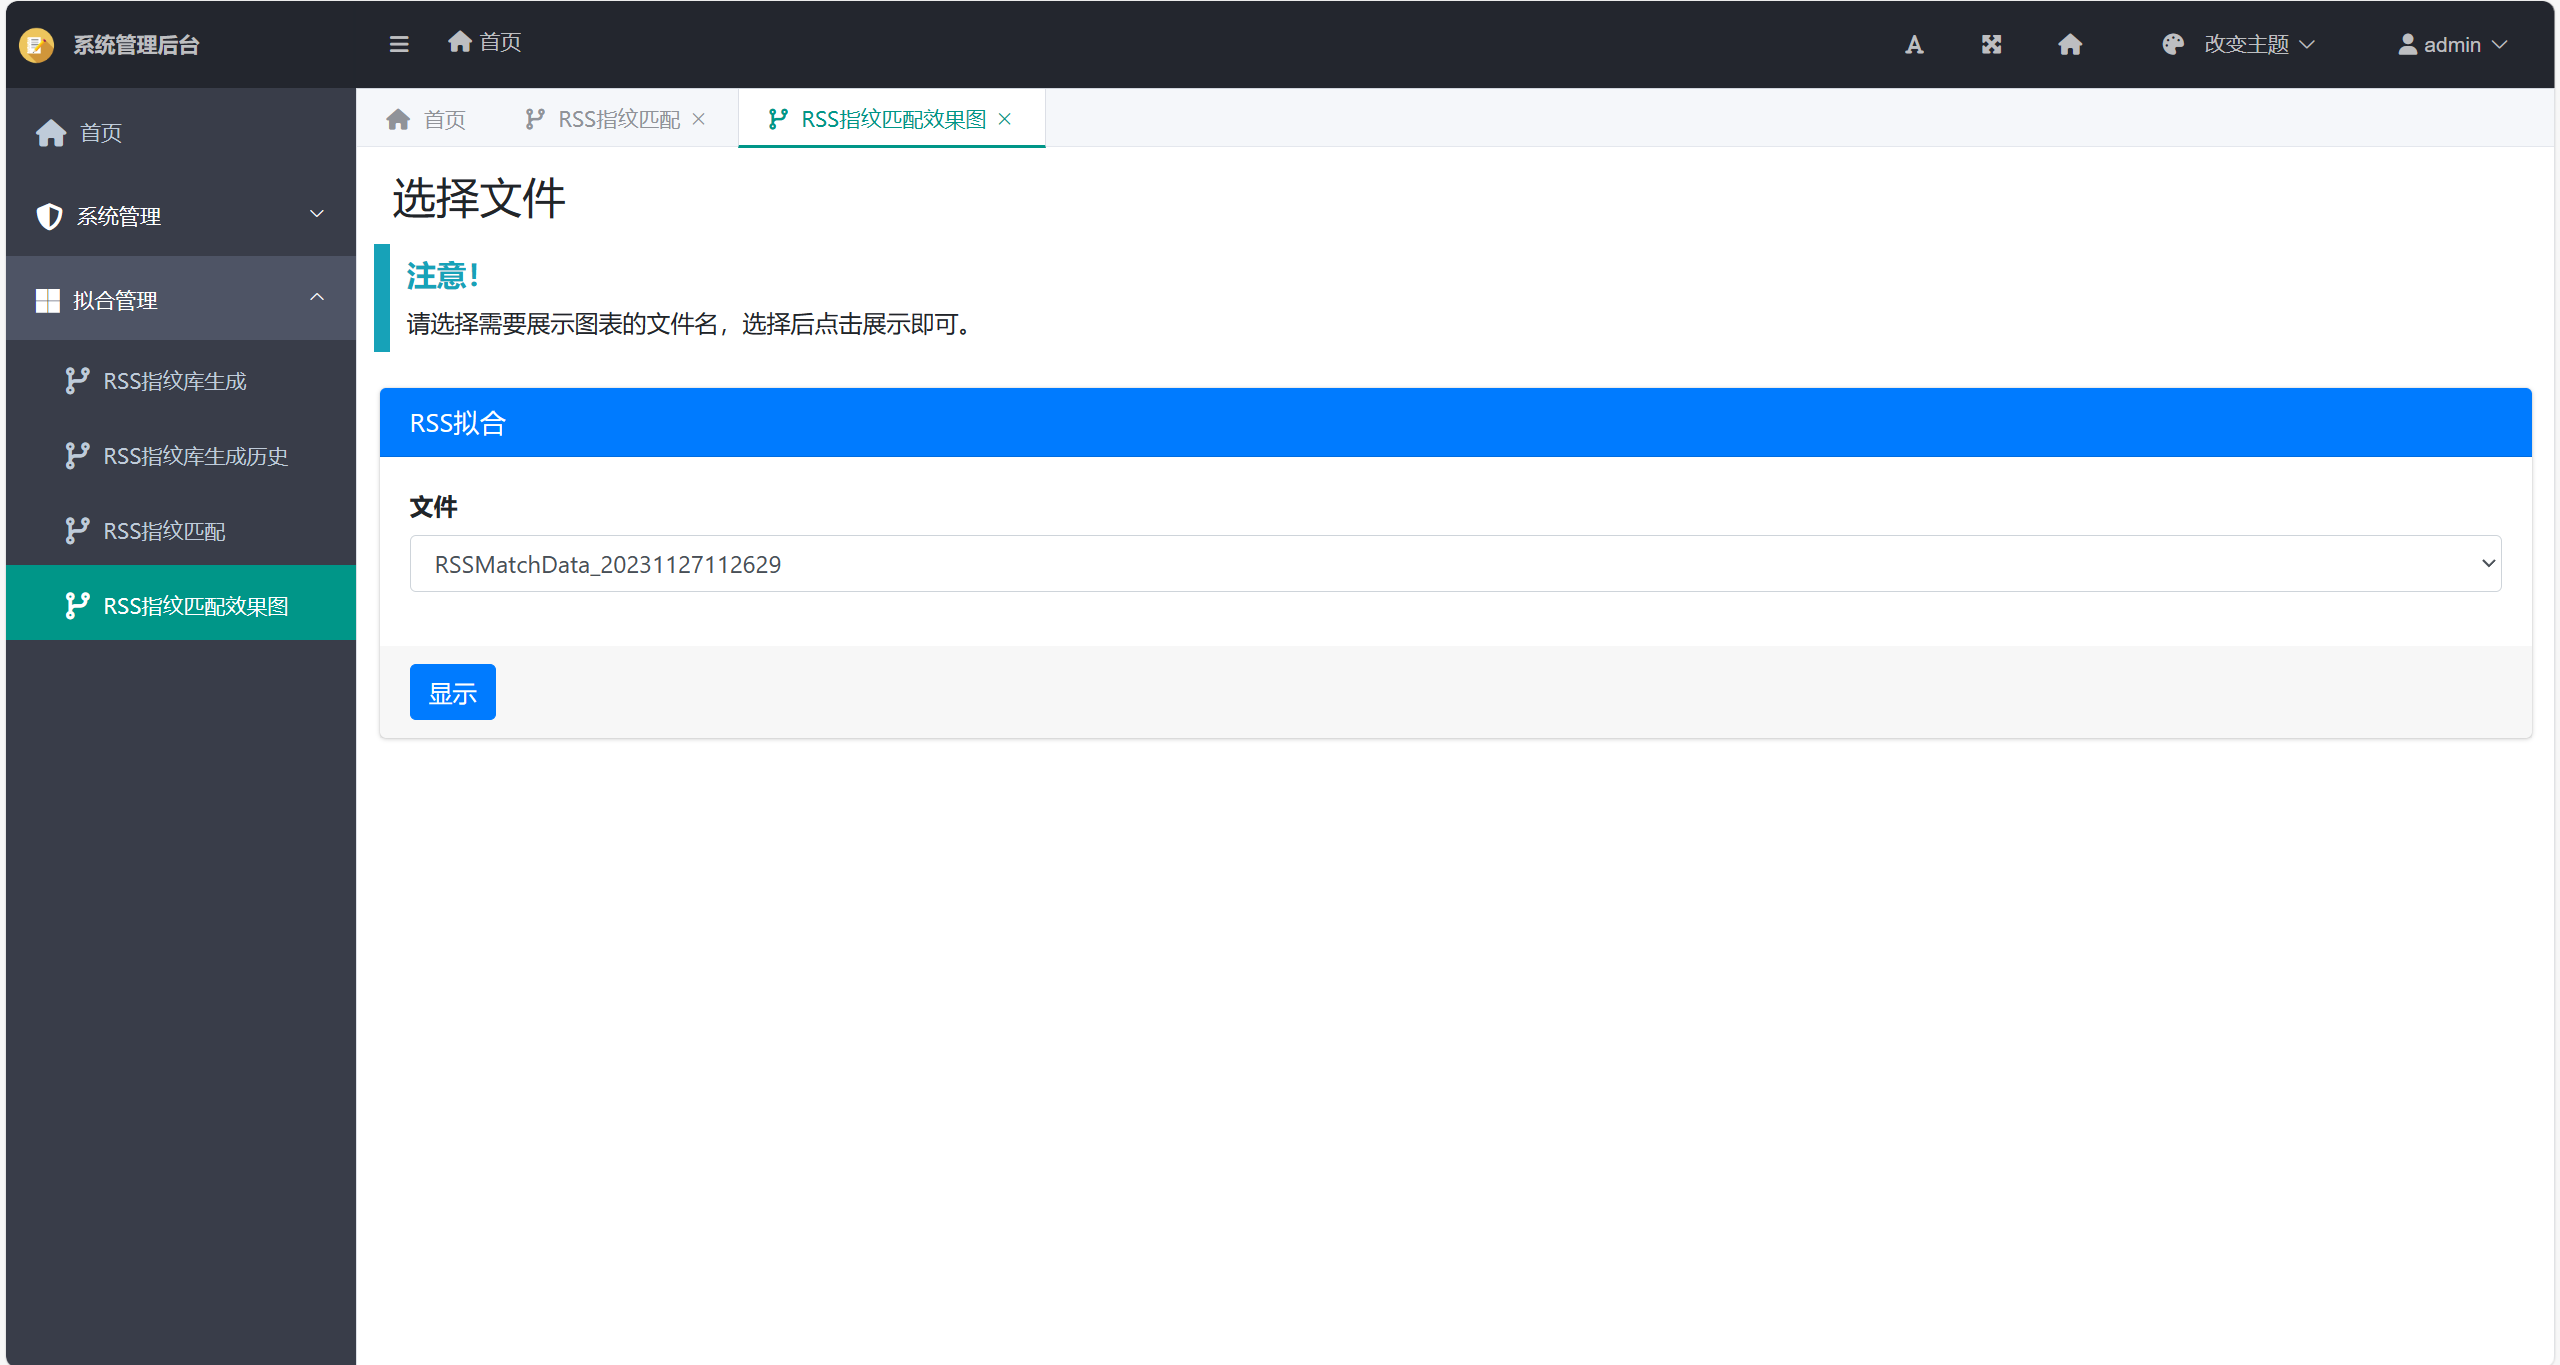 系统管理后台
首页
改变主题
admin
首页
系统管理
拟合管理
RSS指纹库生成
RSS指纹库生成历史
RSS指纹匹配
RSS指纹匹配效果图
首页
RSS指纹匹配
RSS指纹匹配效果图
选择文件
注意！
请选择需要展示图表的文件名，选择后点击展示即可。
RSS拟合
文件
RSSMatchData_20231127112629
显示